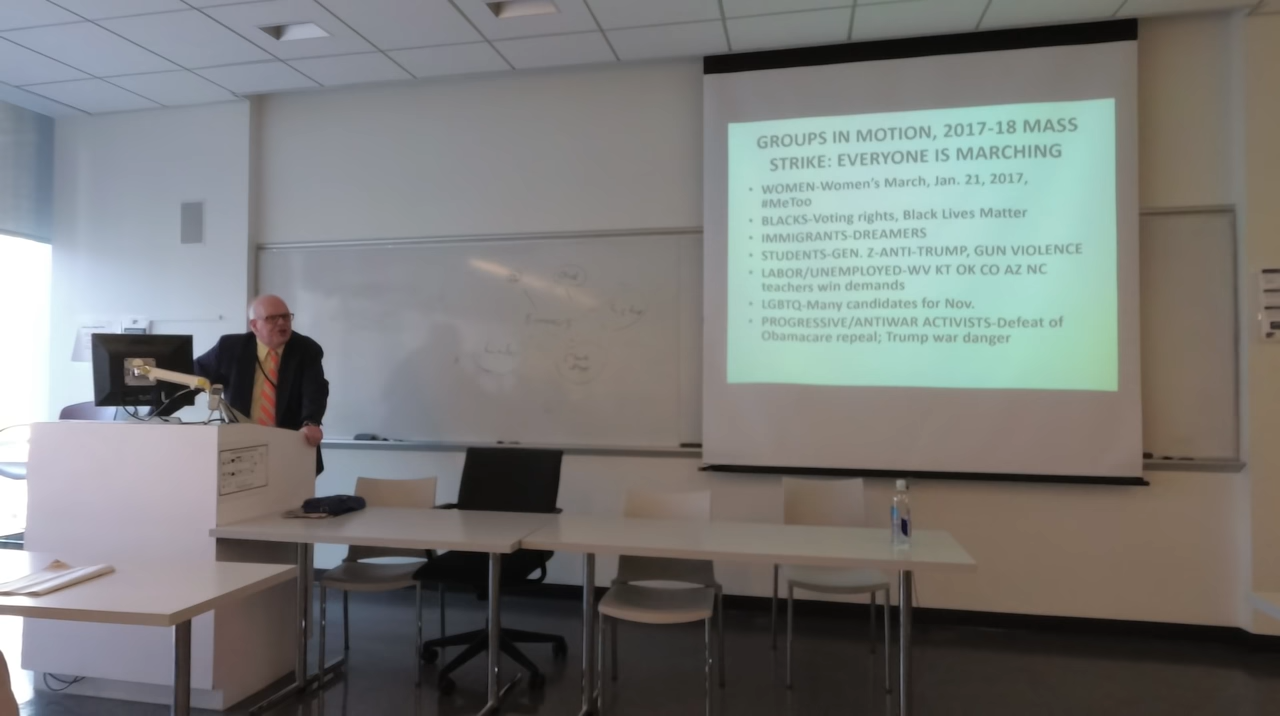 GROUPS IN MOTION, 2017-18 MASS
STRIKE: EVERYONE IS MARCHING
• WOMEN-Women's March, Jan. 21, 2017,
#MeToo
• BLACKS-Voting rights, Black Lives Matter
• IMMIGRANTS-DREAMERS
• STUDENTS-GEN. Z-ANTI-TRUMP, GUN VIOLENCE
• LABOR/UNEMPLOYED-WV KT OK CO AZ NC
teachers win demands
• LGBTQ-Many candidates for Nov.
• PROGRESSIVE/ANTIWAR ACTIVISTS-Defeat of
Obamacare repeal; Trump war danger